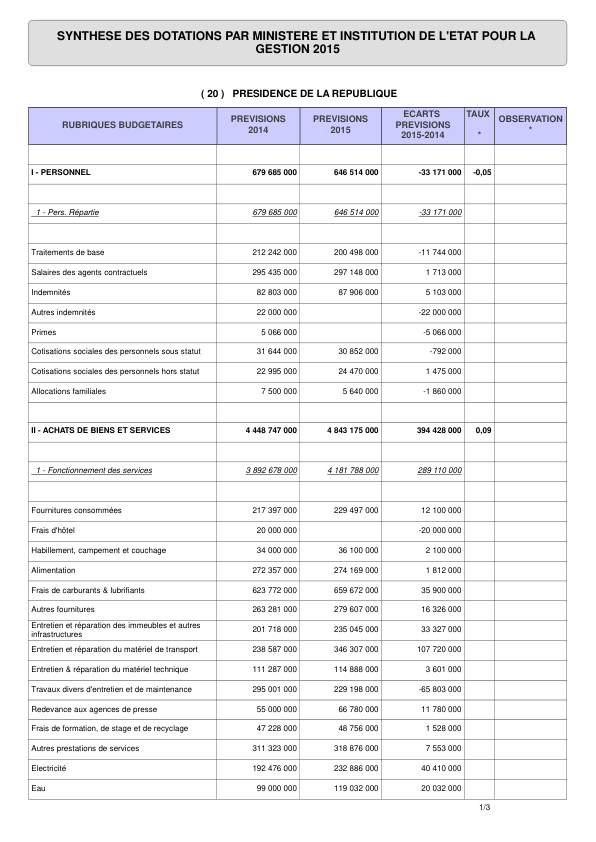 SYNTHESE DES DOTATIONS PAR MINISTERE ET INSTITUTION DE L'ETAT POUR LA
GESTION 2015
( 20 ) PRESIDENCE DE LA REPUBLIQUE
RUBRIQUES BUDGETAIRES PREVISIONS 2014 PREVISIONS 2015 ECARTS PREVISIONS 2015-2014 TAUX * OBSERVATION *
I - PERSONNEL 679 685 000 646 514 000 -33 171 000 -0,05
1 - Pers. Répartie 679 685 000 646 514 000 -33 171 000
Traitements de base 212 242 000 200 498 000 -11 744 000
Salaires des agents contractuels 295 435 000 297 148 000 1 713 000
Indemnités 82 803 000 87 906 000 5 103 000
Autres indemnités 22 000 000 -22 000 000
Primes 5 066 000 -5 066 000
Cotisations sociales des personnels sous statut 31 644 000 30 852 000 -792 000
Cotisations sociales des personnels hors statut 22 995 000 24 470 000 1 475 000
Allocations familiales 7 500 000 5 640 000 -1 860 000
II - ACHATS DE BIENS ET SERVICES 4 448 747 000 4 843 175 000 394 428 000 0,09
1 - Fonctionnement des services 3 892 678 000 4 181 788 000 289 110 000
Fournitures consommées 217 397 000 229 497 000 12 100 000
Frais d'hôtel 20 000 000 -20 000 000
Habillement, campement et couchage 34 000 000 36 100 000 2 100 000
Alimentation 272 357 000 274 169 000 1 812 000
Frais de carburants & lubrifiants 623 772 000 659 672 000 35 900 000
Autres fournitures 263 281 000 279 607 000 16 326 000
Entretien et réparation des immeubles et autres
infrastructures 201 718 000 235 045 000 33 327 000
Entretien et réparation du matériel de transport 238 587 000 346 307 000 107 720 000
Entretien & réparation du matériel technique 111 287 000 114 888 000 3 601 000
Travaux divers d'entretien et de maintenance 295 001 000 229 198 000 -65 803 000
Redevance aux agences de presse 55 000 000 66 780 000 11 780 000
Frais de formation, de stage et de recyclage 47 228 000 48 756 000 1 528 000
Autres prestations de services 311 323 000 318 876 000 7 553 000
Electricité 192 476 000 232 886 000 40 410 000
Eau 99 000 000 119 032 000 20 032 000
1/3